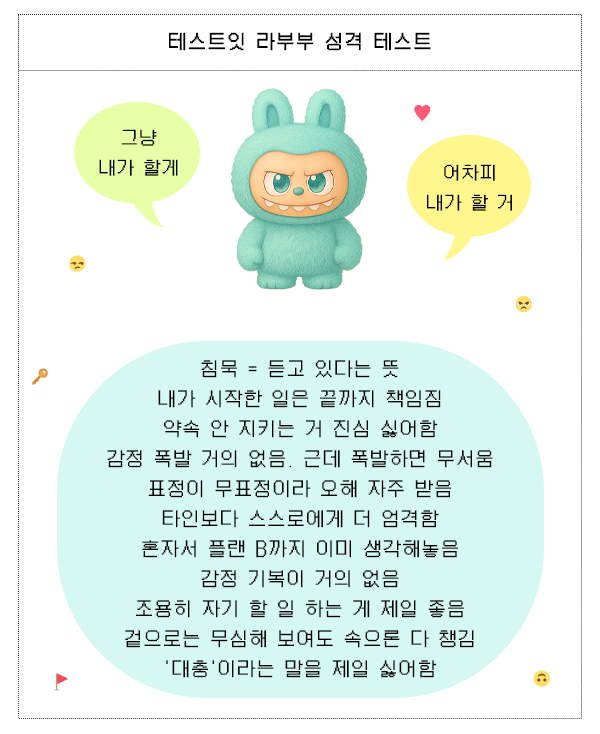 테스트잇 라부부 성격 테스트
그냥
내가 할게
어차피
내가 할 거
침묵 = 듣고 있다는 뜻
내가 시작한 일은 끝까지 책임짐
약속 안 지키는 거 진심 싫어함
감정 폭발 거의 없음. 근데 폭발하면 무서움
표정이 무표정이라 오해 자주 받음
타인보다 스스로에게 더 엄격함
혼자서 플랜 B까지 이미 생각해놓음
감정 기복이 거의 없음
조용히 자기 할 일 하는 게 제일 좋음
겉으로는 무심해 보여도 속으론 다 챙김
'대충'이라는 말을 제일 싫어함